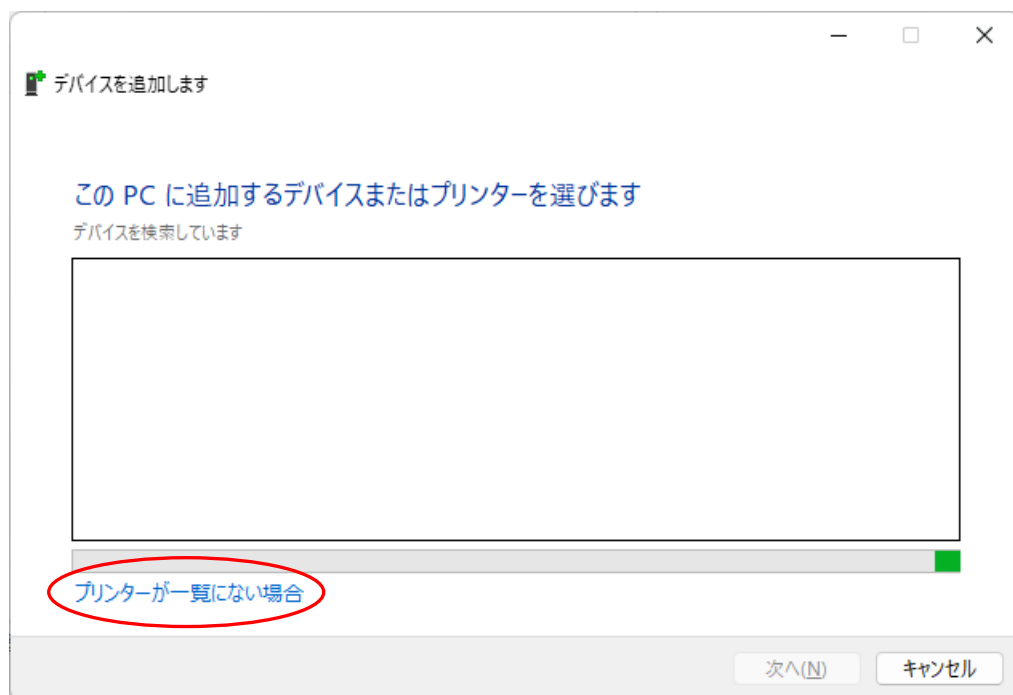 デバイスを追加します
この PC に追加するデバイスまたはプリンターを選びます
デバイスを検索しています
プリンターが一覧にない場合
次へ(N)
キャンセル